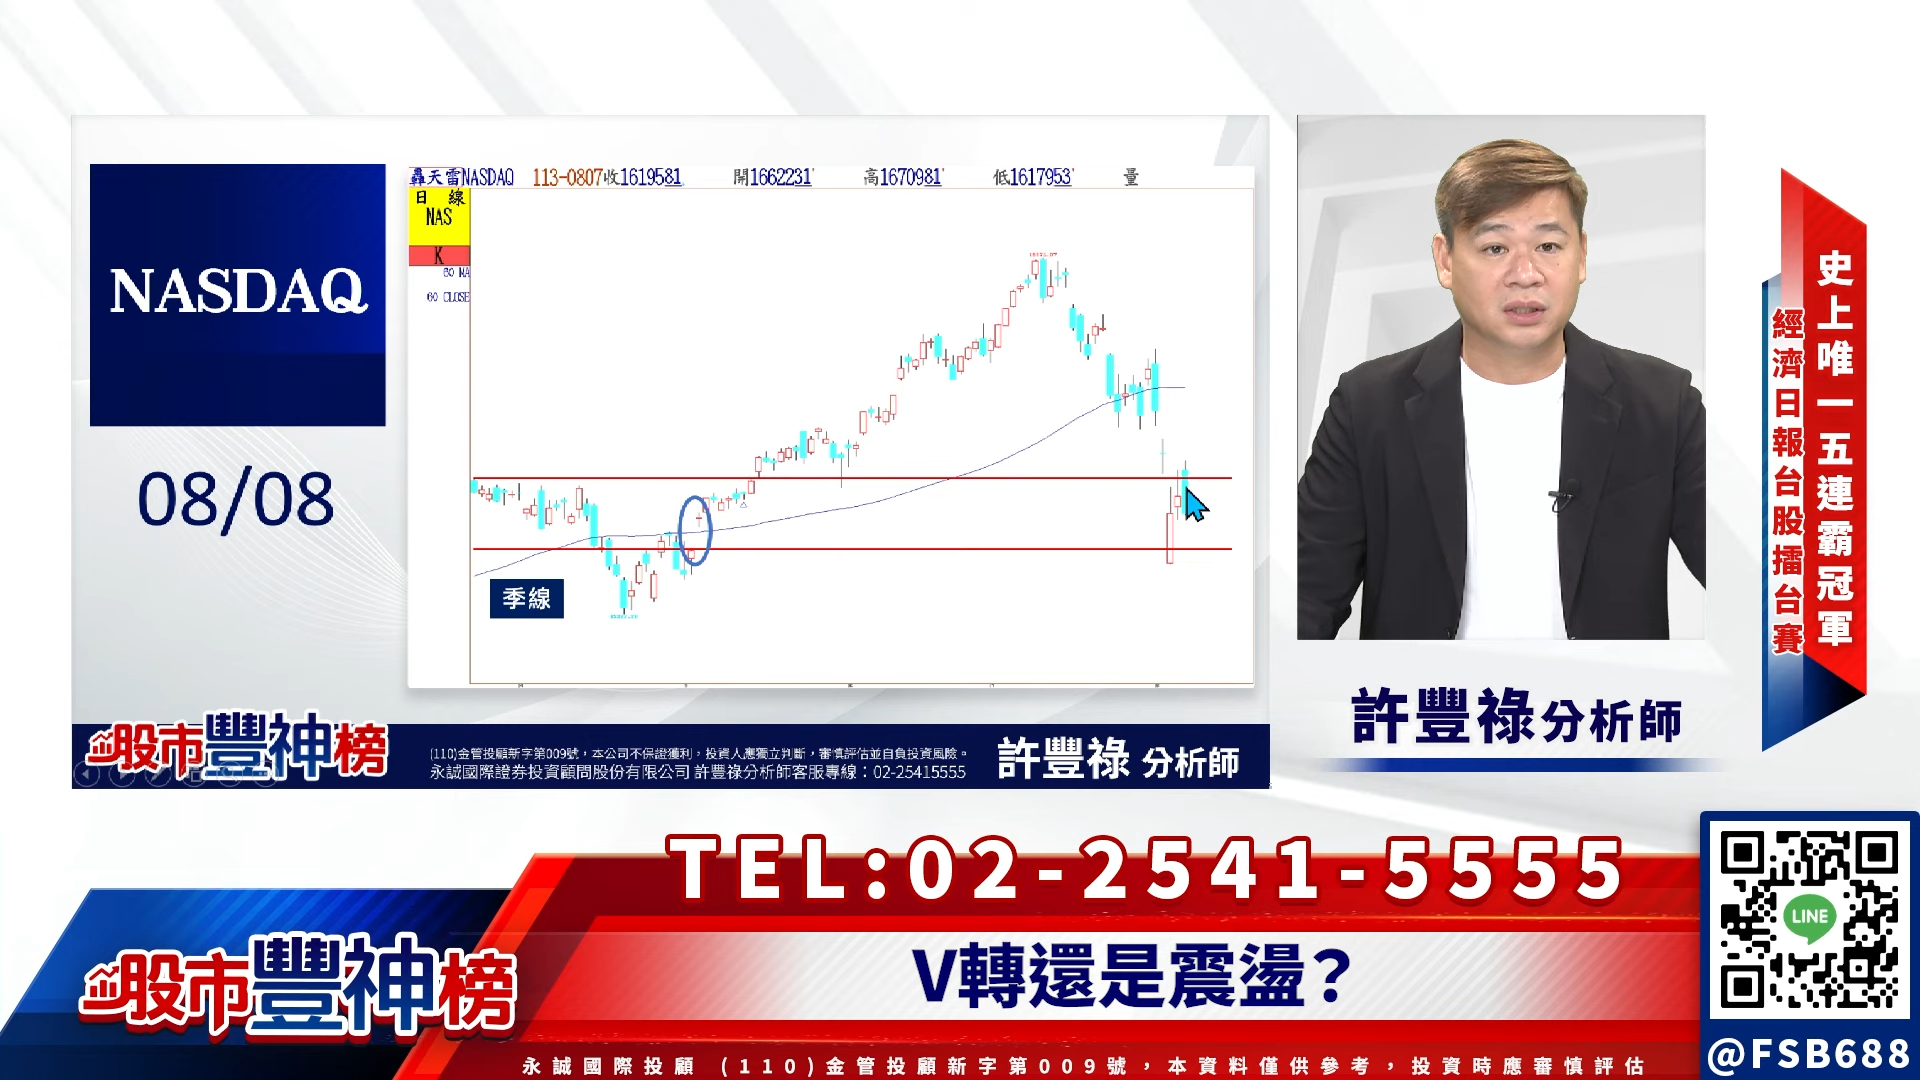 NASDAQ
08/08
轟天雷NASDAQ 113-0807收1619581 開1662231' 高1670981' 低1617953' 量
日 線
NAS
K
60 MA
60 CLOSE
季線
股市豐神榜
(110)金管投顧新字第009號，本公司不保證獲利，投資人應獨立判斷，審慎評估並自負投資風險。
永誠國際證券投資顧問股份有限公司 許豐祿分析師客服專線：02-25415555
許豐祿 分析師
許豐祿分析師
史上唯一五連霸冠軍
經濟日報台股擂台賽
TEL:02-2541-5555
股市豐神榜
V轉還是震盪？
永誠國際投顧 (110)金管投顧新字第009號，本資料僅供參考，投資時應審慎評估
LINE
@FSB688